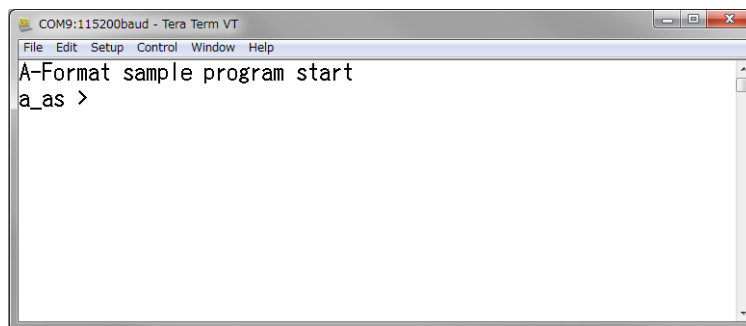 COM9:115200baud - Tera Term VT
File Edit Setup Control Window Help
A-Format sample program start
a_as >